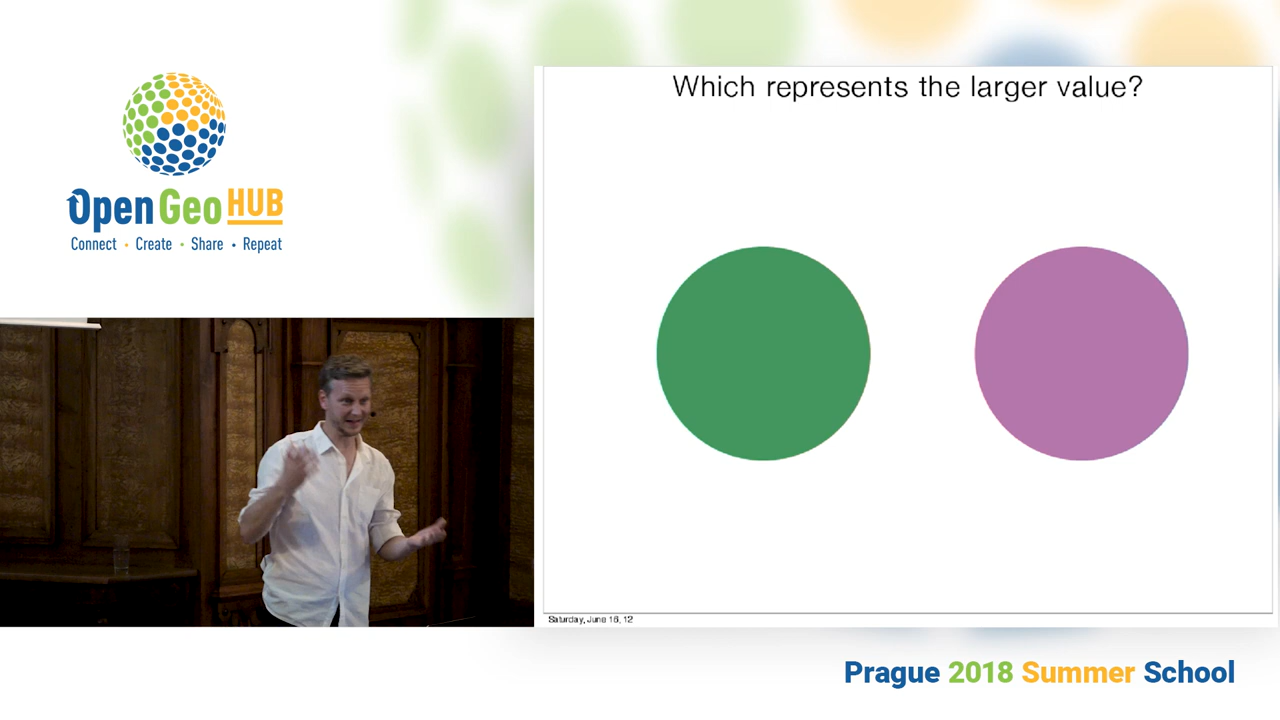 Which represents the larger value?
Open Geo HUB
Connect • Create • Share • Repeat
Saturday, June 16, 12
Prague 2018 Summer School